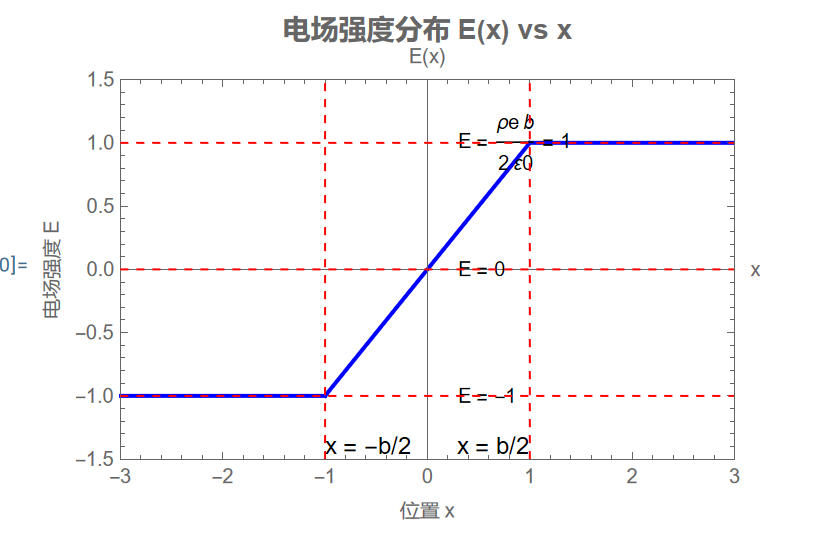 电场强度分布 E(x) vs x
E(x)
1.5
1.0
0.5
0.0
−0.5
−1.0
−1.5
电场强度 E
0]=
E = ρe b / 2 ε0 = 1
E = 0
E = −1
x = −b/2
x = b/2
x
−3 −2 −1 0 1 2 3
位置 x